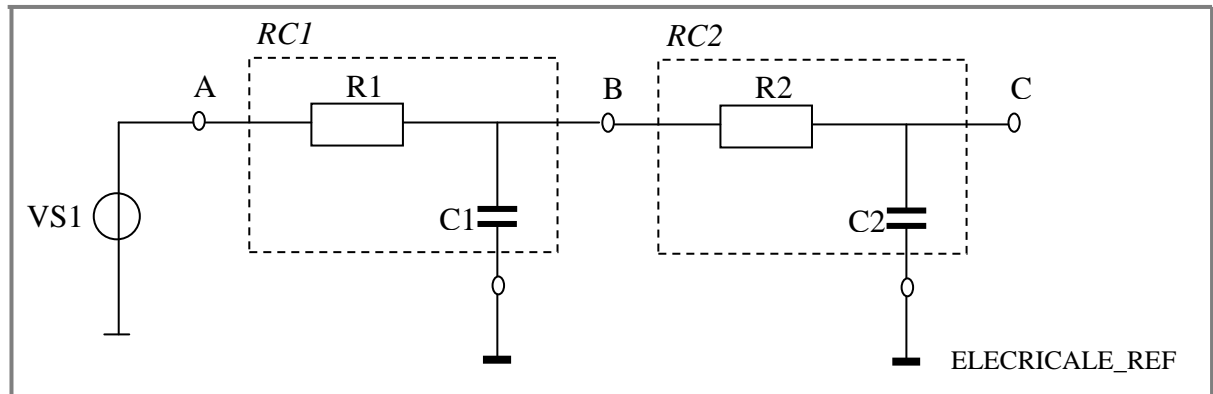 RC1
RC2
A
R1
B
R2
C
VS1
C1
C2
ELECRICALE_REF